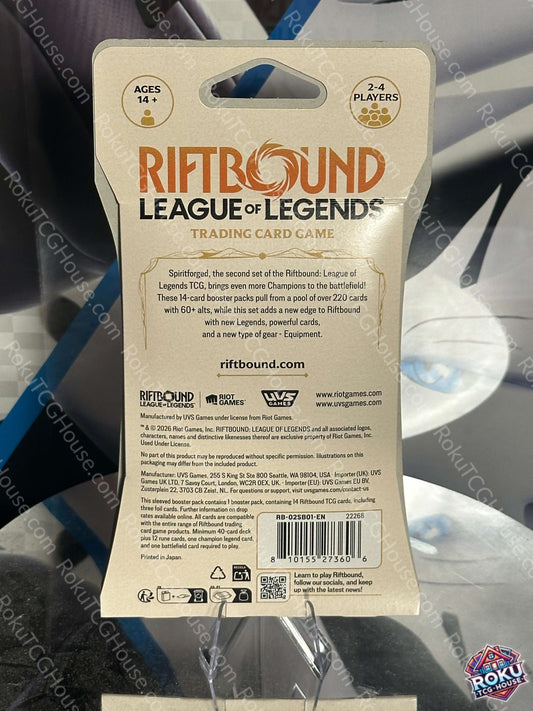 AGES
14 +
2-4
PLAYERS
RIFTBOUND
LEAGUE OF LEGENDS
TRADING CARD GAME
Spiritforged, the second set of the Riftbound: League of
Legends TCG, brings even more Champions to the battlefield!
These 14-card booster packs pull from a pool of over 220 cards
with 60+ alts, while this set adds a new edge to Riftbound
with new Legends, powerful cards,
and a new type of gear - Equipment.
riftbound.com
RIFTBOUND
LEAGUE OF LEGENDS
RIOT
GAMES
UVS
GAMES
www.riotgames.com
www.uvsgames.com
Manufactured by UVS Games under license from Riot Games.
™ & © 2026 Riot Games, Inc. RIFTBOUND: LEAGUE OF LEGENDS and all associated logos,
characters, names and distinctive likenesses thereof are exclusive property of Riot Games, Inc.
Used Under License.
No part of this product may be reproduced without specific permission. Illustrations on this
packaging may differ from the included product.
Manufacturer: UVS Games, 255 S King St Ste 800 Seattle, WA 98104, USA · Importer (UK): UVS
Games UK LTD, 7 Savoy Court, London, WC2R 0EX, UK · Importer (EU): UVS Games EU BV,
Zusterplein 22, 3703 CB Zeist, NL. For questions or support, visit uvsgames.com/contact-us
This sleeved booster pack contains 1 booster pack, containing 14 Riftbound TCG cards, including
three foil cards. Further information on drop
rates available online. All cards are compatible
with the entire range of Riftbound trading
card game products. Minimum 40-card deck
plus 12 rune cards, one champion legend card,
and one battlefield card required to play.
Printed in Japan.
RB-02SB01-EN
22268
8 10155 27360 6
Learn to play Riftbound,
follow our socials, and keep
up with the latest news!
RokuTCGHouse.com
ROKU
TCG HOUSE